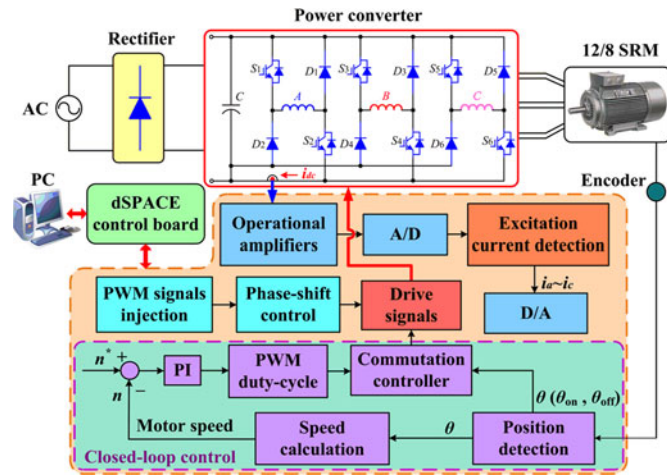 Power converter
Rectifier
12/8 SRM
AC
C
S1
D1
S3
D3
S5
D5
A
B
C
D2
S2
D4
S4
D6
S6
idc
PC
dSPACE
control board
Encoder
Operational
amplifiers
A/D
Excitation
current detection
PWM signals
injection
Phase-shift
control
Drive
signals
ia~ic
D/A
n* +
n −
PI
PWM
duty-cycle
Commutation
controller
θ (θon , θoff)
Motor speed
Speed
calculation
θ
Position
detection
Closed-loop control